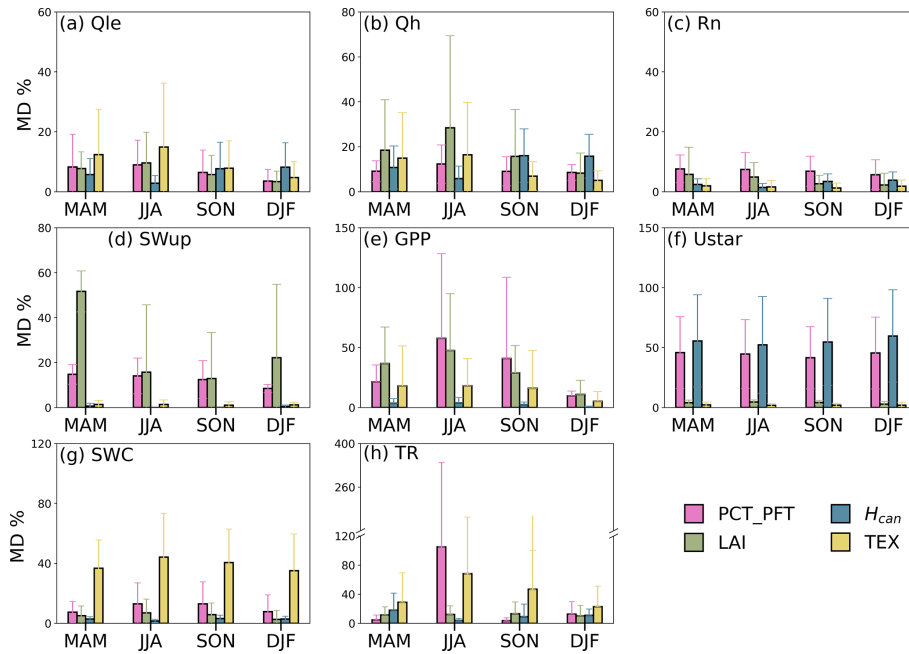 (a) Qle
(b) Qh
(c) Rn
MD %
60
40
20
0
MAM JJA SON DJF
80
60
40
20
0
MAM JJA SON DJF
60
40
20
0
MAM JJA SON DJF
(d) SWup
(e) GPP
(f) Ustar
MD %
80
60
40
20
0
MAM JJA SON DJF
150
100
50
0
MAM JJA SON DJF
150
100
50
0
MAM JJA SON DJF
(g) SWC
(h) TR
MD %
120
80
40
0
MAM JJA SON DJF
400
260
120
80
40
0
MAM JJA SON DJF
PCT_PFT
LAI
H_can
TEX